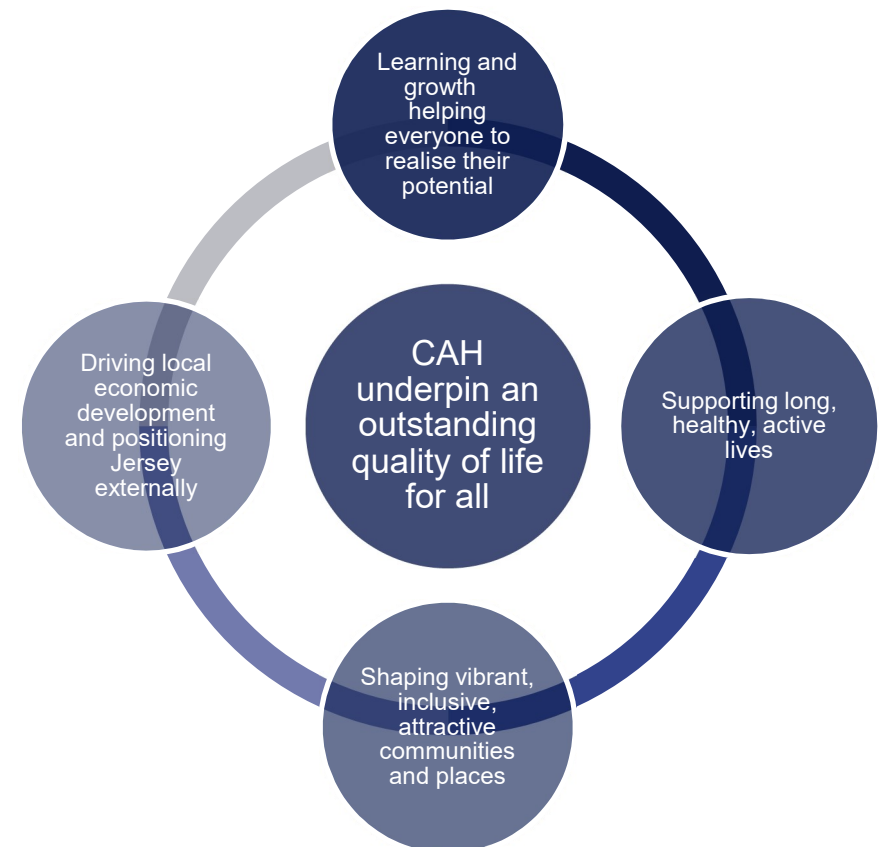 Learning and
growth
helping
everyone to
realise their
potential
Driving local
economic
development
and positioning
Jersey
externally
CAH
underpin an
outstanding
quality of life
for all
Supporting long,
healthy, active
lives
Shaping vibrant,
inclusive,
attractive
communities
and places